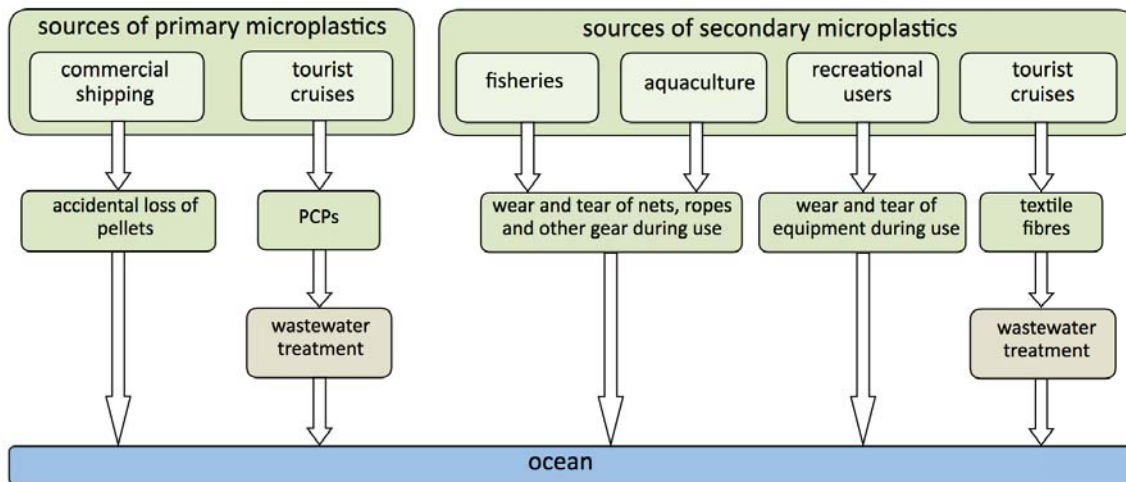 sources of primary microplastics
commercial
shipping
tourist
cruises
accidental loss of
pellets
PCPs
wastewater
treatment
sources of secondary microplastics
fisheries
aquaculture
recreational
users
tourist
cruises
wear and tear of nets, ropes
and other gear during use
wear and tear of
equipment during use
textile
fibres
wastewater
treatment
ocean